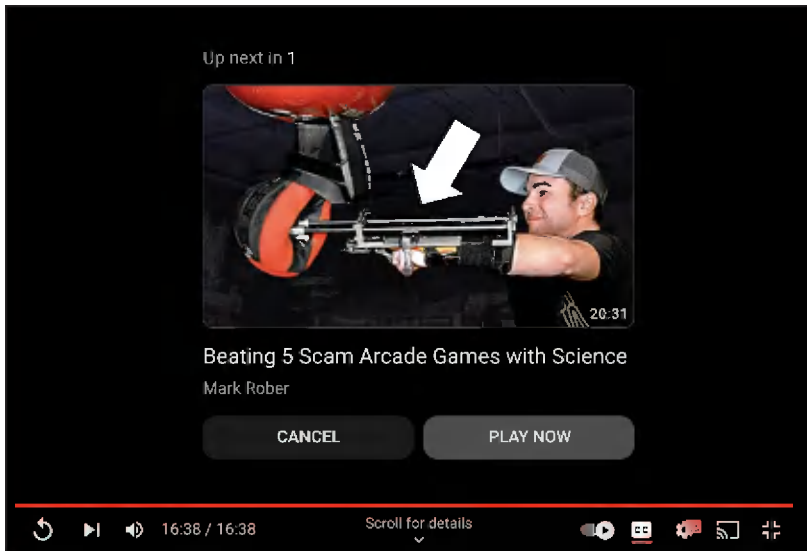 Up next in 1
20:31
Beating 5 Scam Arcade Games with Science
Mark Rober
CANCEL
PLAY NOW
16:38 / 16:38
Scroll for details
CC